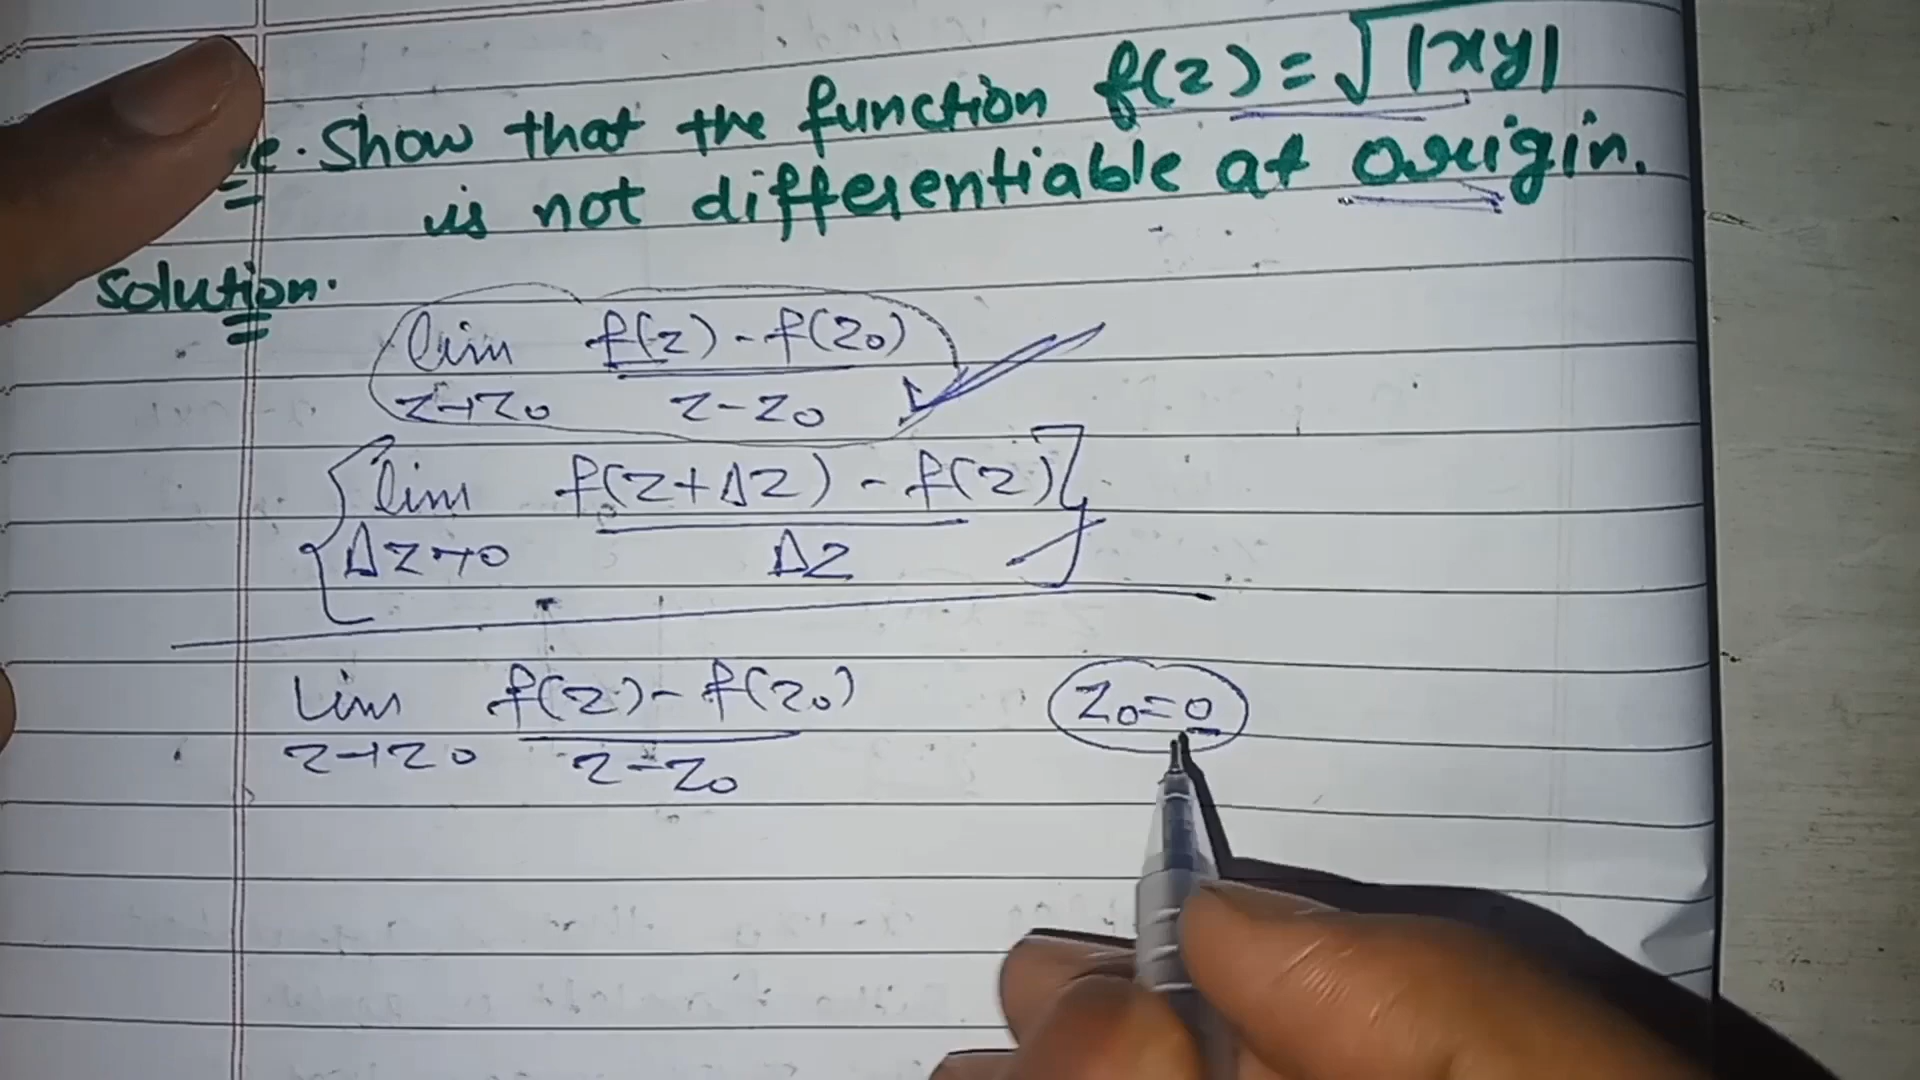 Show that the function f(z) = √|xy|
is not differentiable at origin.
Solution.
lim f(z) - f(z₀)
z→z₀ z - z₀
lim f(z+Δz) - f(z)
Δz→0 Δz
Lim f(z) - f(z₀) z₀=0
z→z₀ z - z₀